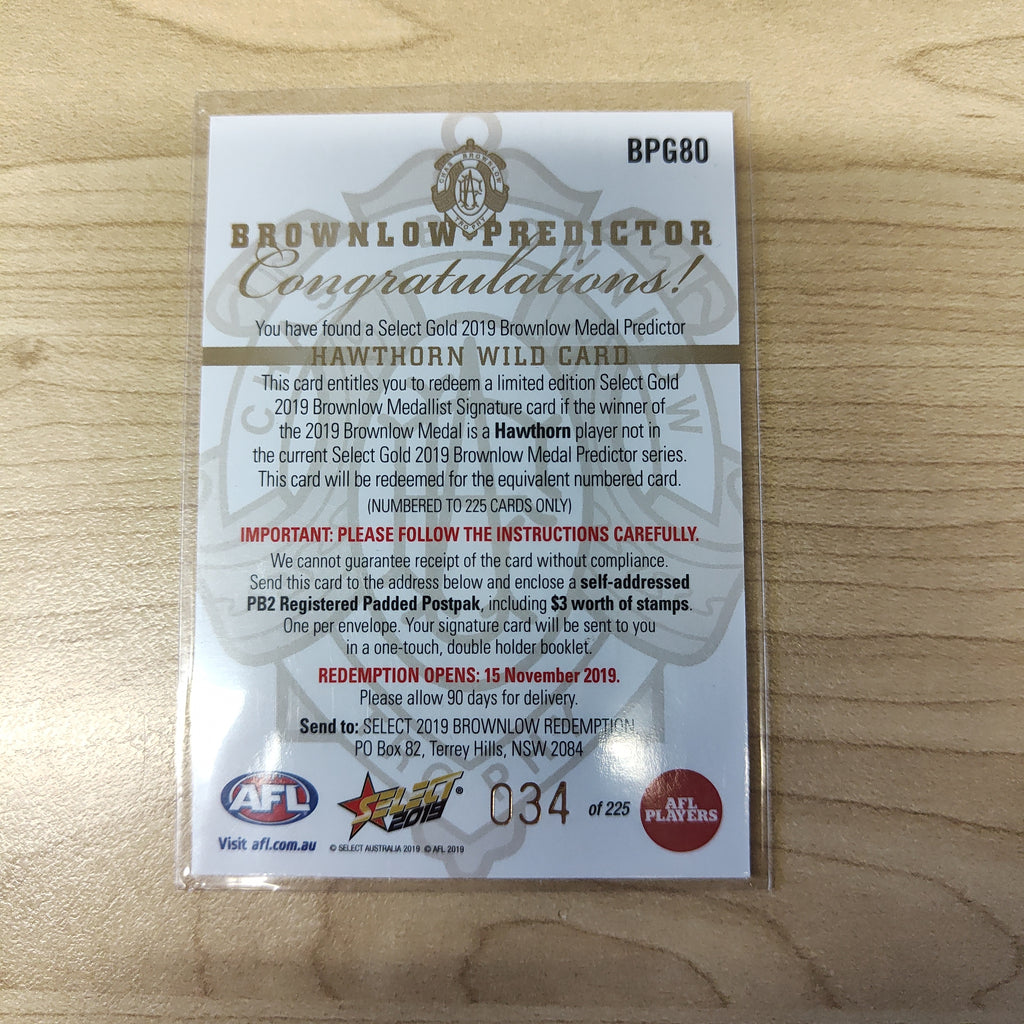 BPG80
CHAS BROWNLOW
BROWNLOW PREDICTOR
Congratulations!
You have found a Select Gold 2019 Brownlow Medal Predictor
HAWTHORN WILD CARD
This card entitles you to redeem a limited edition Select Gold
2019 Brownlow Medallist Signature card if the winner of
the 2019 Brownlow Medal is a Hawthorn player not in
the current Select Gold 2019 Brownlow Medal Predictor series.
This card will be redeemed for the equivalent numbered card.
(NUMBERED TO 225 CARDS ONLY)
IMPORTANT: PLEASE FOLLOW THE INSTRUCTIONS CAREFULLY.
We cannot guarantee receipt of the card without compliance.
Send this card to the address below and enclose a self-addressed
PB2 Registered Padded Postpak, including $3 worth of stamps.
One per envelope. Your signature card will be sent to you
in a one-touch, double holder booklet.
REDEMPTION OPENS: 15 November 2019.
Please allow 90 days for delivery.
Send to: SELECT 2019 BROWNLOW REDEMPTION
PO Box 82, Terrey Hills, NSW 2084
AFL
SELECT ®
2019
034 of 225
AFL
PLAYERS
Visit afl.com.au
© SELECT AUSTRALIA 2019 © AFL 2019